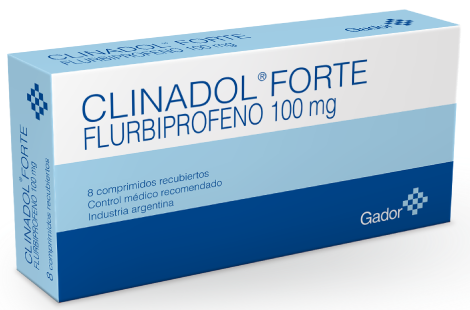 Gador
CLINADOL® FORTE
FLURBIPROFENO 100 mg
8 comprimidos recubiertos
Control médico recomendado
Industria argentina
Gador
CLINADOL® FORTE
FLURBIPROFENO 100 mg
8 comprimidos recubiertos